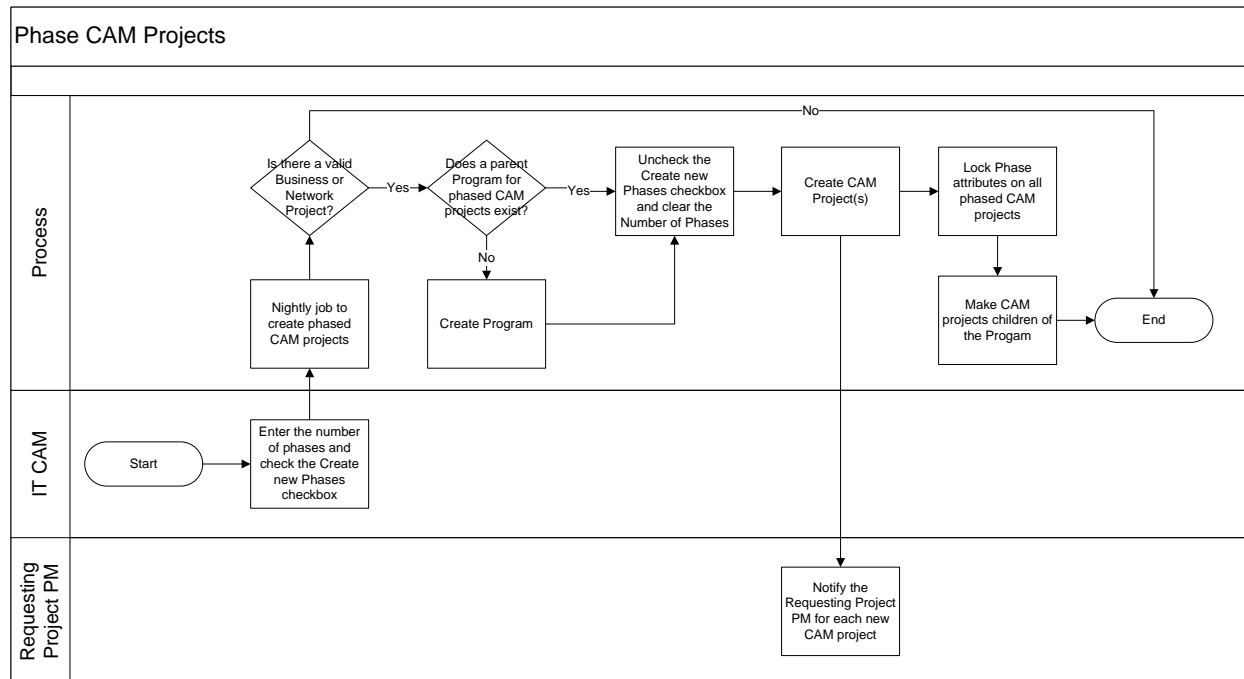 Phase CAM Projects
Process
No
Is there a valid
Business or
Network
Project?
Yes
Does a parent
Program for
phased CAM
projects exist?
Yes
Uncheck the
Create new
Phases checkbox
and clear the
Number of Phases
Create CAM
Project(s)
Lock Phase
attributes on all
phased CAM
projects
No
Nightly job to
create phased
CAM projects
Create Program
Make CAM
projects children
of the Progam
End
IT CAM
Start
Enter the number
of phases and
check the Create
new Phases
checkbox
Requesting
Project PM
Notify the
Requesting Project
PM for each new
CAM project